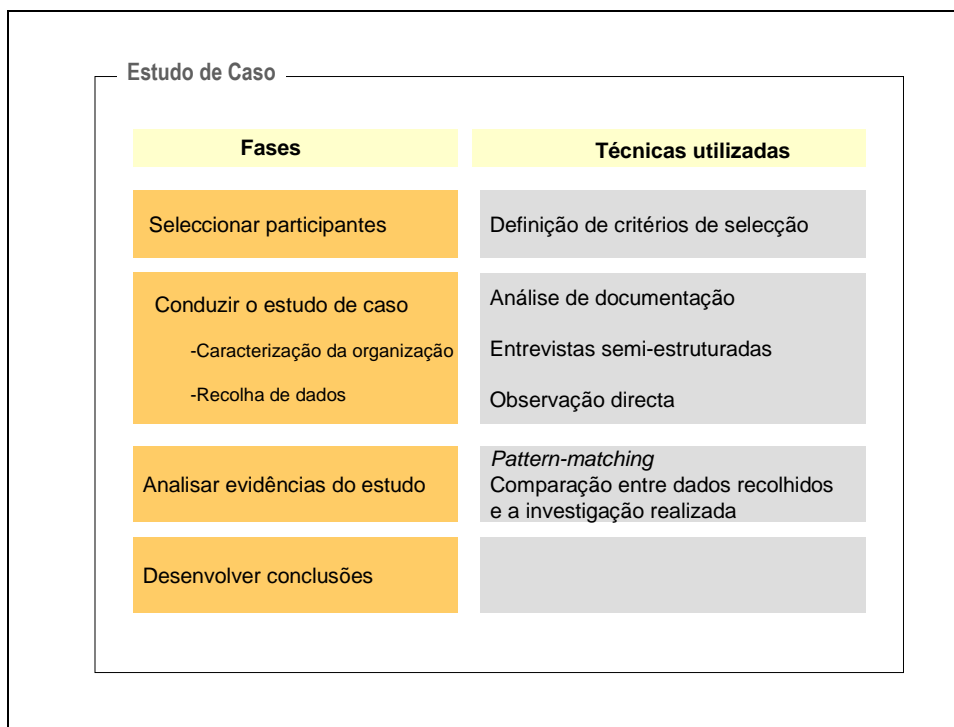 Estudo de Caso
Fases
Técnicas utilizadas
Seleccionar participantes
Definição de critérios de selecção
Conduzir o estudo de caso
-Caracterização da organização
-Recolha de dados
Análise de documentação
Entrevistas semi-estruturadas
Observação directa
Analisar evidências do estudo
Pattern-matching
Comparação entre dados recolhidos
e a investigação realizada
Desenvolver conclusões